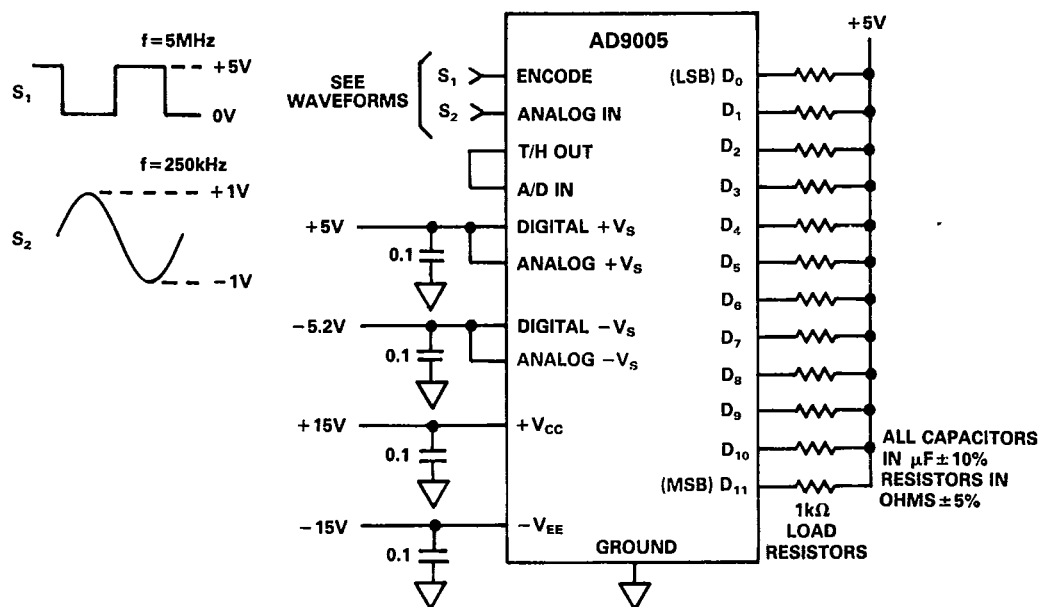 f=5MHz
S₁
+5V
0V
f=250kHz
S₂
+1V
−1V
SEE
WAVEFORMS
S₁
S₂
AD9005
ENCODE
ANALOG IN
T/H OUT
A/D IN
+5V
0.1
DIGITAL +Vₛ
ANALOG +Vₛ
−5.2V
0.1
DIGITAL −Vₛ
ANALOG −Vₛ
+15V
0.1
+V_CC
−15V
0.1
−V_EE
GROUND
+5V
(LSB) D₀
D₁
D₂
D₃
D₄
D₅
D₆
D₇
D₈
D₉
D₁₀
(MSB) D₁₁
1kΩ
LOAD
RESISTORS
ALL CAPACITORS
IN μF±10%
RESISTORS IN
OHMS±5%